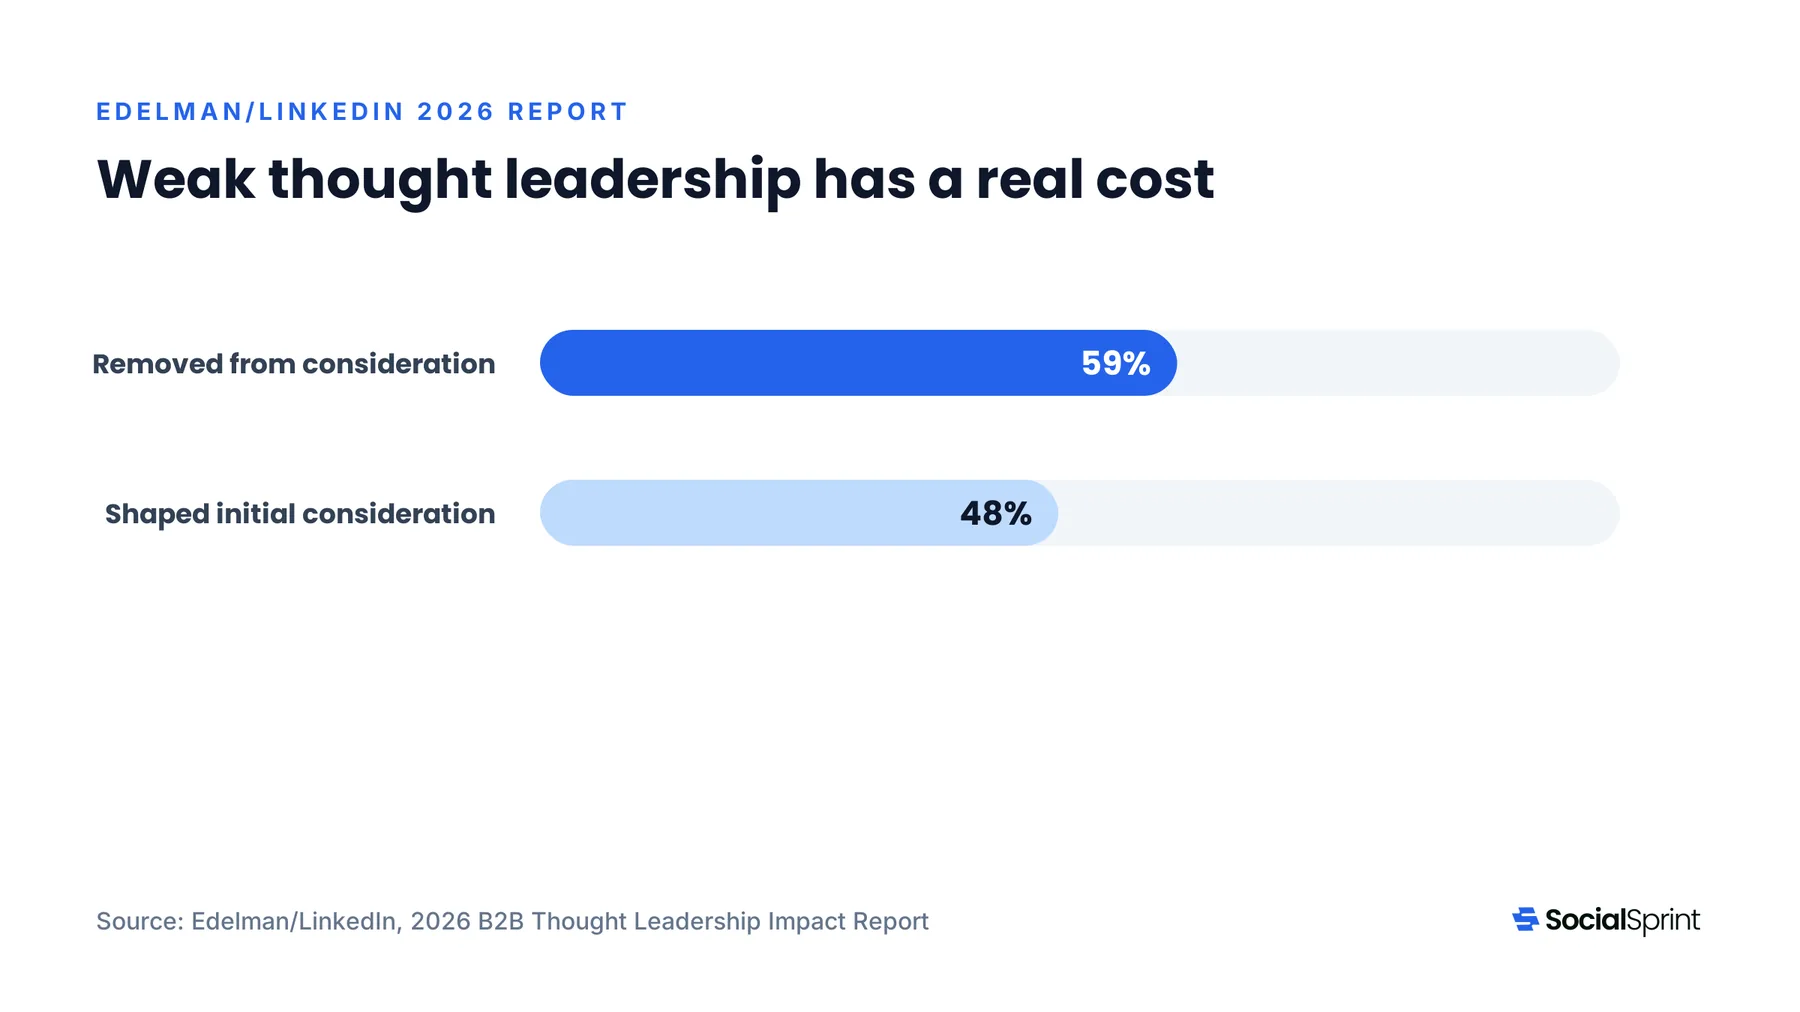 EDELMAN/LINKEDIN 2026 REPORT
Weak thought leadership has a real cost
Removed from consideration
59%
Shaped initial consideration
48%
Source: Edelman/LinkedIn, 2026 B2B Thought Leadership Impact Report
SocialSprint